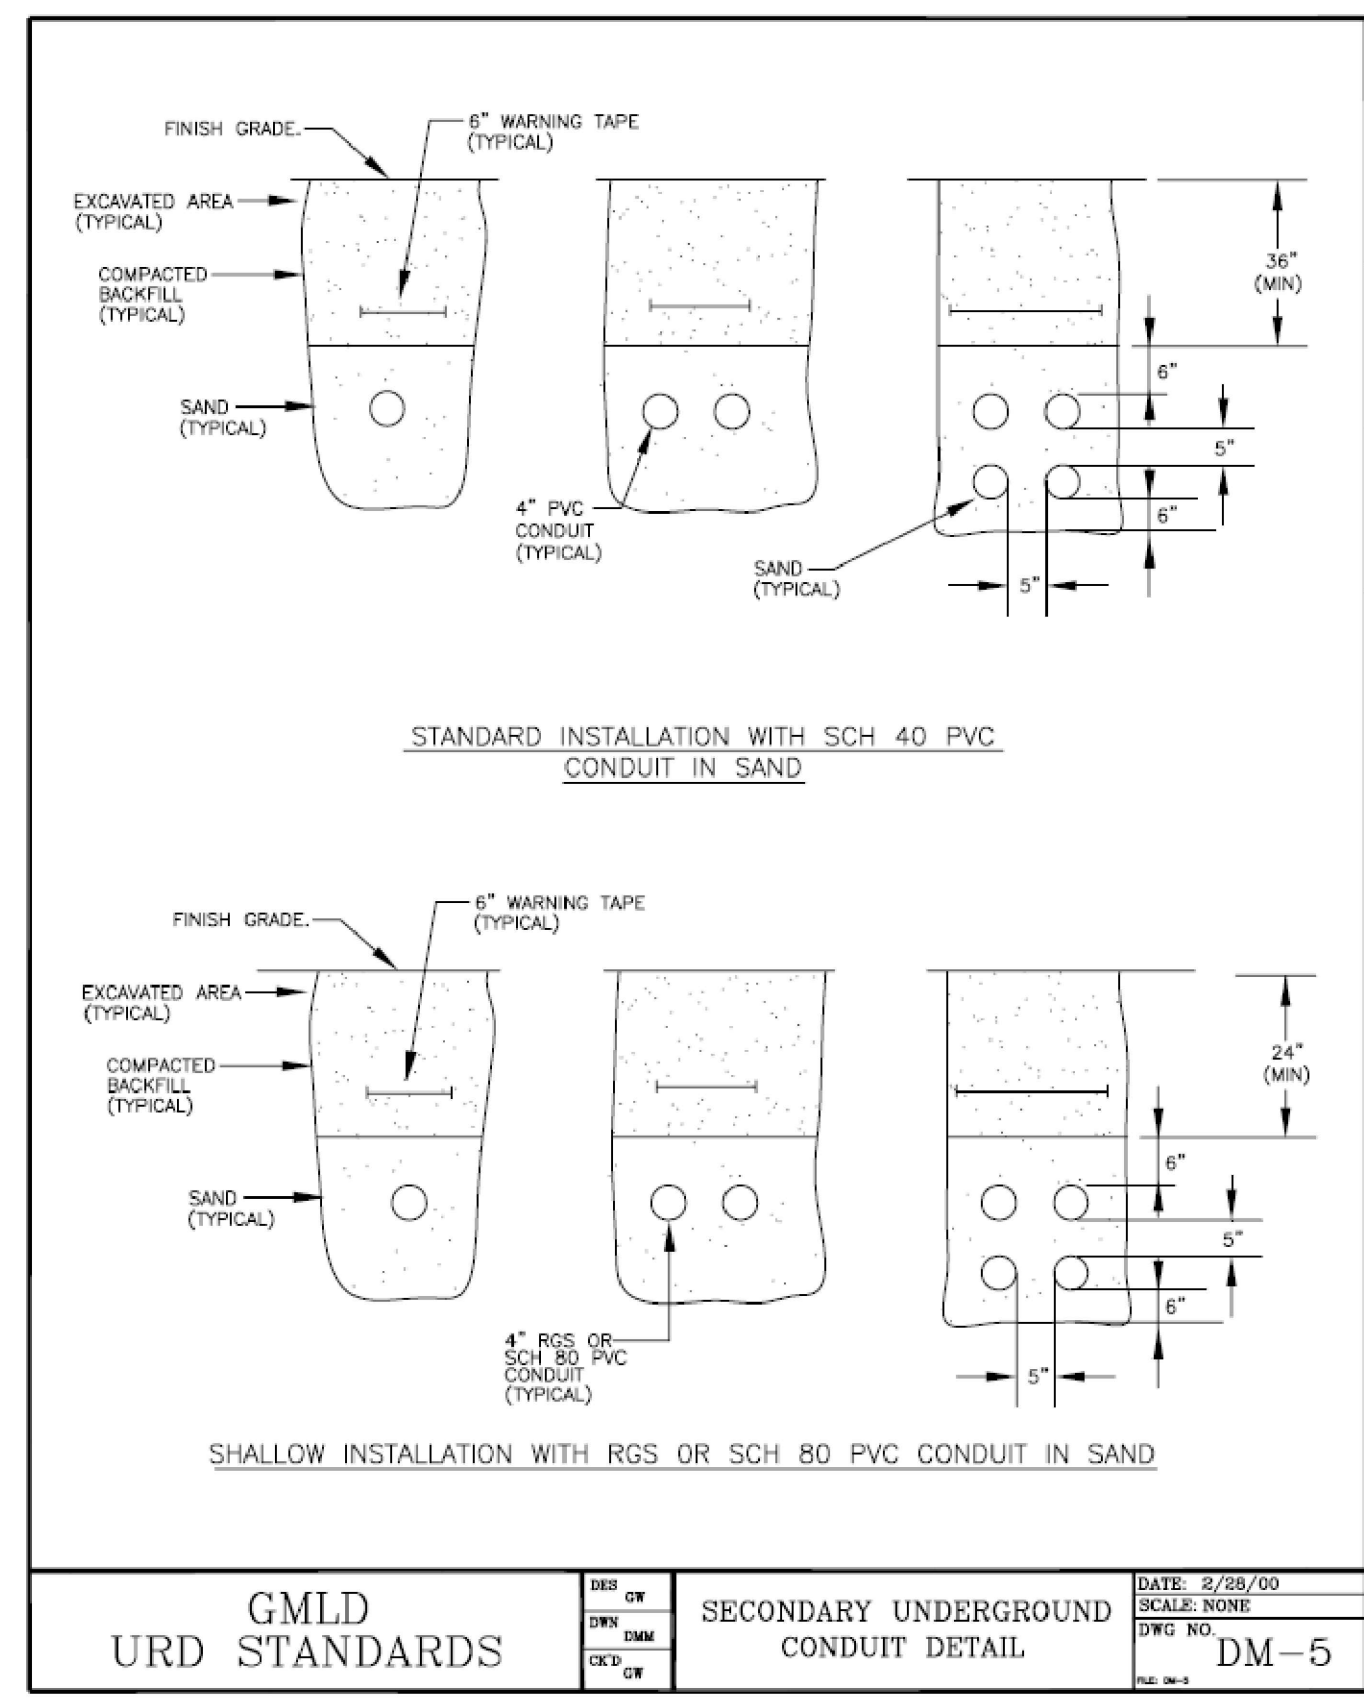 FINISH GRADE.
6" WARNING TAPE
(TYPICAL)
EXCAVATED AREA
(TYPICAL)
COMPACTED
BACKFILL
(TYPICAL)
36"
(MIN)
6"
SAND
(TYPICAL)
5"
4" PVC
CONDUIT
(TYPICAL)
6"
SAND
(TYPICAL)
5"
STANDARD INSTALLATION WITH SCH 40 PVC
CONDUIT IN SAND
FINISH GRADE.
6" WARNING TAPE
(TYPICAL)
EXCAVATED AREA
(TYPICAL)
COMPACTED
BACKFILL
(TYPICAL)
24"
(MIN)
6"
SAND
(TYPICAL)
5"
6"
4" RGS OR
SCH 80 PVC
CONDUIT
(TYPICAL)
5"
SHALLOW INSTALLATION WITH RGS OR SCH 80 PVC CONDUIT IN SAND
GMLD
URD STANDARDS
DES GW
DWN DMM
CK'D GW
SECONDARY UNDERGROUND
CONDUIT DETAIL
DATE: 2/28/00
SCALE: NONE
DWG NO. DM-5
FILE: DM-5